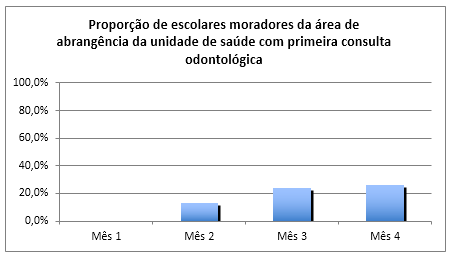 Proporção de escolares moradores da área de
abrangência da unidade de saúde com primeira consulta
odontológica
100,0%
80,0%
60,0%
40,0%
20,0%
0,0%
Mês 1 Mês 2 Mês 3 Mês 4